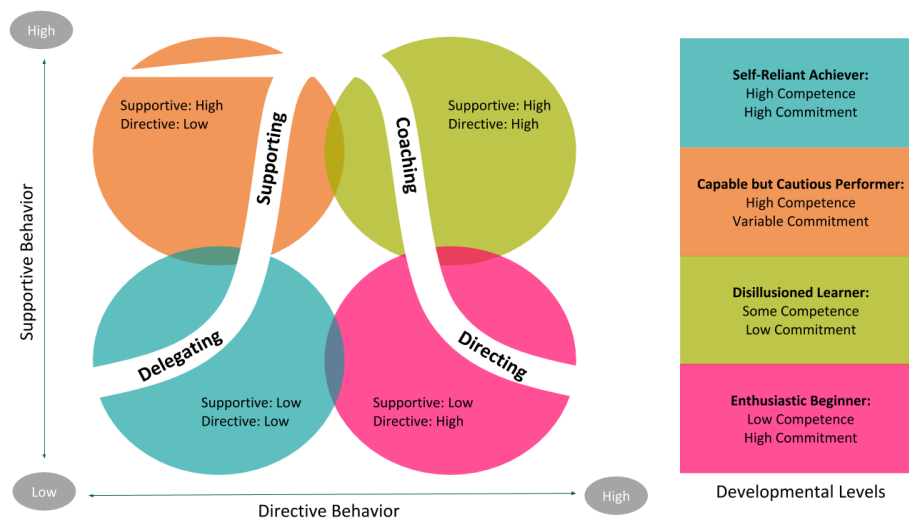 High
Supportive Behavior
Low
Supportive: High
Directive: Low
Supporting
Supportive: High
Directive: High
Coaching
Delegating
Supportive: Low
Directive: Low
Directing
Supportive: Low
Directive: High
Directive Behavior
High
Self-Reliant Achiever:
High Competence
High Commitment
Capable but Cautious Performer:
High Competence
Variable Commitment
Disillusioned Learner:
Some Competence
Low Commitment
Enthusiastic Beginner:
Low Competence
High Commitment
Developmental Levels